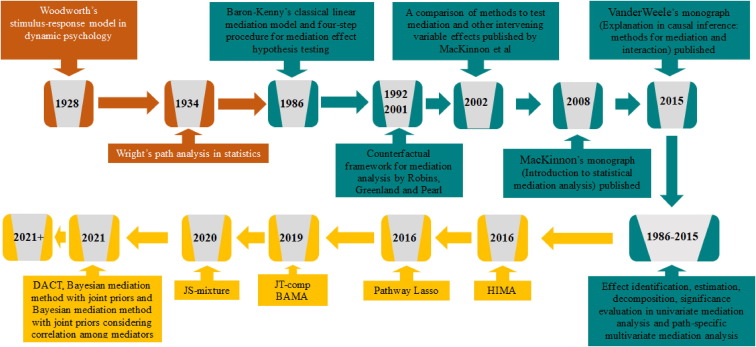 Woodworth's
stimulus-response model in
dynamic psychology
Baron-Kenny's classical linear
mediation model and four-step
procedure for mediation effect
hypothesis testing
A comparison of methods to test
mediation and other intervening
variable effects published by
MacKinnon et al
VanderWeele's monograph
(Explanation in causal inference:
methods for mediation and
interaction) published
1928
1934
1986
1992
2001
2002
2008
2015
Wright's path analysis in statistics
Counterfactual
framework for mediation
analysis by Robins,
Greenland and Pearl
MacKinnon's monograph
(Introduction to statistical
mediation analysis) published
2021+
2021
2020
2019
2016
2016
1986-2015
DACT, Bayesian mediation
method with joint priors and
Bayesian mediation method
with joint priors considering
correlation among mediators
JS-mixture
JT-comp
BAMA
Pathway Lasso
HIMA
Effect identification, estimation,
decomposition, significance
evaluation in univariate mediation
analysis and path-specific
multivariate mediation analysis